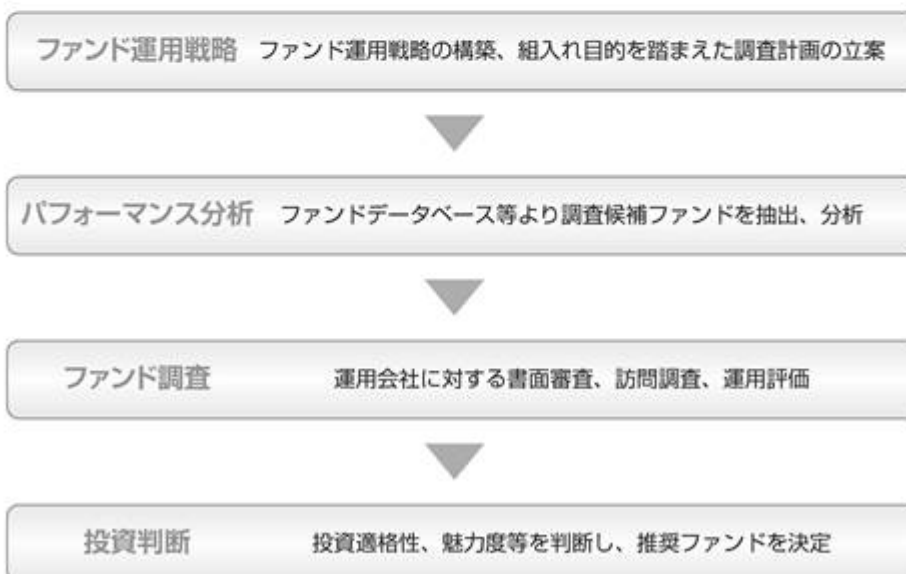 ファンド運用戦略 ファンド運用戦略の構築、組入れ目的を踏まえた調査計画の立案
パフォーマンス分析 ファンドデータベース等より調査候補ファンドを抽出、分析
ファンド調査 運用会社に対する書面審査、訪問調査、運用評価
投資判断 投資適格性、魅力度等を判断し、推奨ファンドを決定